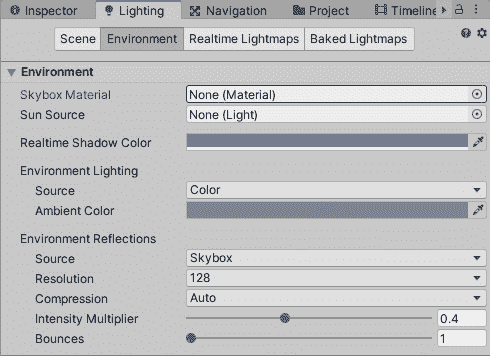 Inspector Lighting Navigation Project Timeline
Scene Environment Realtime Lightmaps Baked Lightmaps
Environment
Skybox Material None (Material)
Sun Source None (Light)
Realtime Shadow Color
Environment Lighting
Source Color
Ambient Color
Environment Reflections
Source Skybox
Resolution 128
Compression Auto
Intensity Multiplier 0.4
Bounces 1